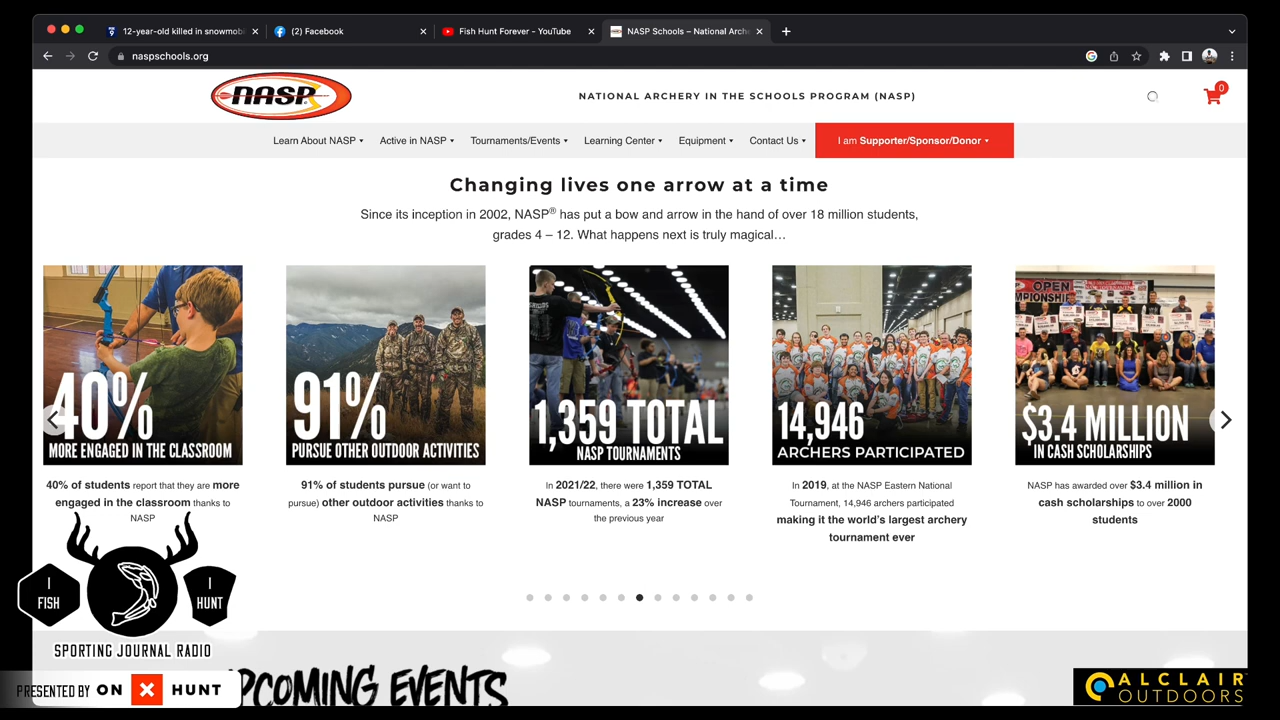 12-year-old killed in snowmobi
(2) Facebook
Fish Hunt Forever - YouTube
NASP Schools – National Arche
naspschools.org
NASP
NATIONAL ARCHERY IN THE SCHOOLS PROGRAM (NASP)
0
Learn About NASP
Active in NASP
Tournaments/Events
Learning Center
Equipment
Contact Us
I am Supporter/Sponsor/Donor
Changing lives one arrow at a time
Since its inception in 2002, NASP® has put a bow and arrow in the hand of over 18 million students,
grades 4 – 12. What happens next is truly magical…
40%
MORE ENGAGED IN THE CLASSROOM
91%
PURSUE OTHER OUTDOOR ACTIVITIES
1,359 TOTAL
NASP TOURNAMENTS
14,946
ARCHERS PARTICIPATED
OPEN
$3.4 MILLION
IN CASH SCHOLARSHIPS
40% of students report that they are more
engaged in the classroom thanks to
NASP
91% of students pursue (or want to
pursue) other outdoor activities thanks to
NASP
In 2021/22, there were 1,359 TOTAL
NASP tournaments, a 23% increase over
the previous year
In 2019, at the NASP Eastern National
Tournament, 14,946 archers participated
making it the world's largest archery
tournament ever
NASP has awarded over $3.4 million in
cash scholarships to over 2000
students
I
FISH
I
HUNT
SPORTING JOURNAL RADIO
PRESENTED BY ON X HUNT
UPCOMING EVENTS
ALCLAIR
OUTDOORS